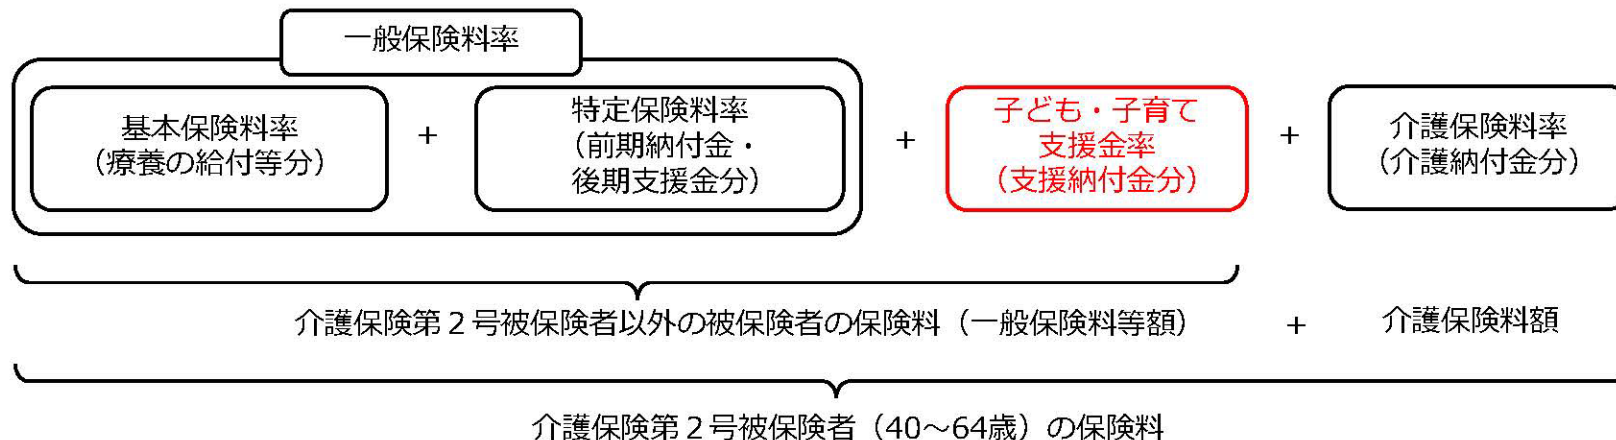 一般保険料率
基本保険料率
（療養の給付等分）
+
特定保険料率
（前期納付金・
後期支援金分）
+
子ども・子育て
支援金率
（支援納付金分）
+
介護保険料率
（介護納付金分）
介護保険第２号被保険者以外の被保険者の保険料（一般保険料等額）
+
介護保険料額
介護保険第２号被保険者（40～64歳）の保険料